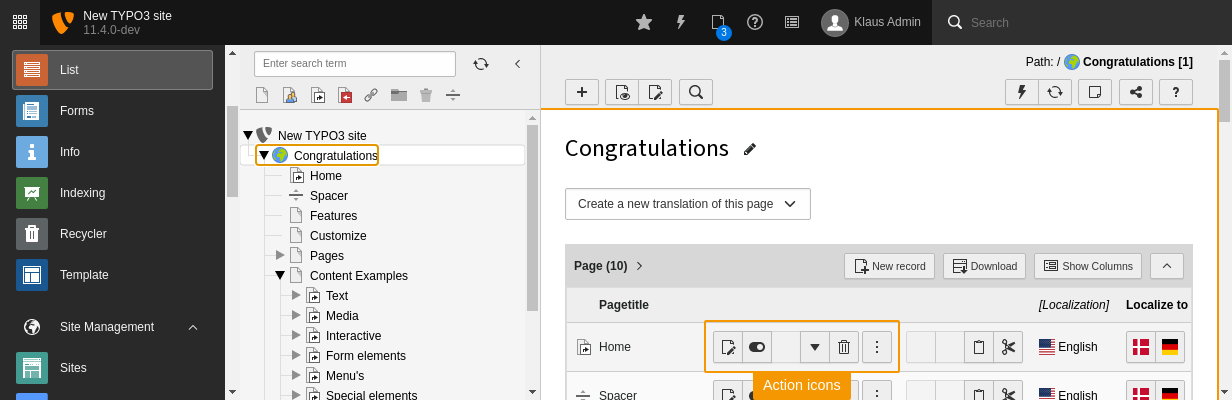 New TYPO3 site
11.4.0-dev
3
Klaus Admin
Search
List
Forms
Info
Indexing
Recycler
Template
Site Management
Sites
Enter search term
New TYPO3 site
Congratulations
Home
Spacer
Features
Customize
Pages
Content Examples
Text
Media
Interactive
Form elements
Menu's
Special elements
Path: / Congratulations [1]
?
Congratulations
Create a new translation of this page
Page (10)
New record
Download
Show Columns
Pagetitle
[Localization]
Localize to
Home
English
Spacer
Action icons
English